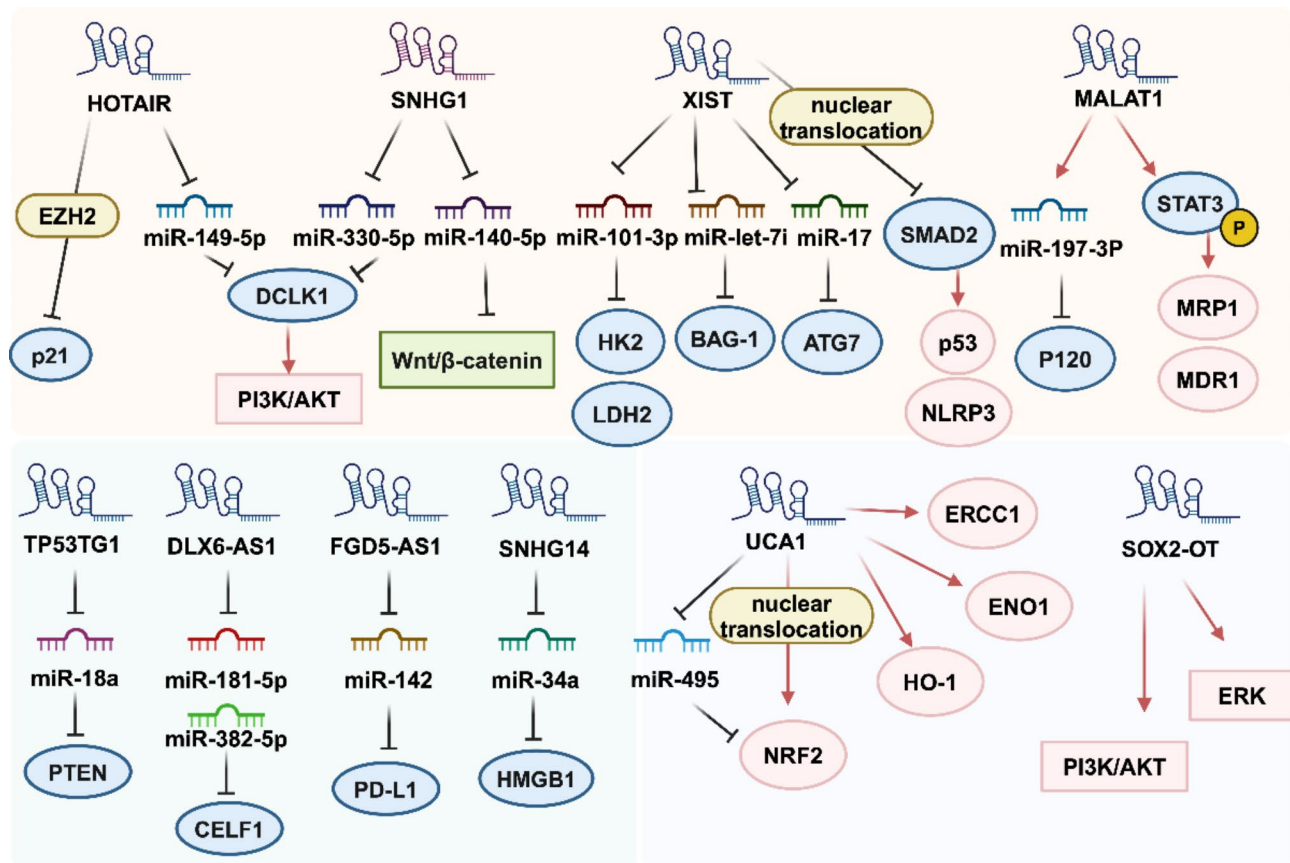 HOTAIR
SNHG1
XIST
MALAT1
nuclear
translocation
EZH2
STAT3
P
miR-149-5p
miR-330-5p
miR-140-5p
miR-101-3p
miR-let-7i
miR-17
SMAD2
miR-197-3P
DCLK1
MRP1
p21
HK2
BAG-1
ATG7
p53
P120
Wnt/β-catenin
PI3K/AKT
MDR1
LDH2
NLRP3
TP53TG1
DLX6-AS1
FGD5-AS1
SNHG14
UCA1
ERCC1
SOX2-OT
nuclear
translocation
ENO1
miR-18a
miR-181-5p
miR-142
miR-34a
miR-495
HO-1
ERK
miR-382-5p
PTEN
PD-L1
HMGB1
NRF2
PI3K/AKT
CELF1